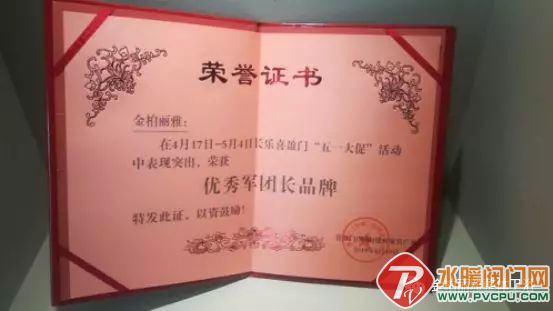 荣誉证书
金柏丽雅：
在4月17日-5月4日长乐喜盈门“五一大促”活动
中表现突出，荣获
优秀军团长品牌
特发此证，以资鼓励！
水暖阀门网
www.PVCPU.com